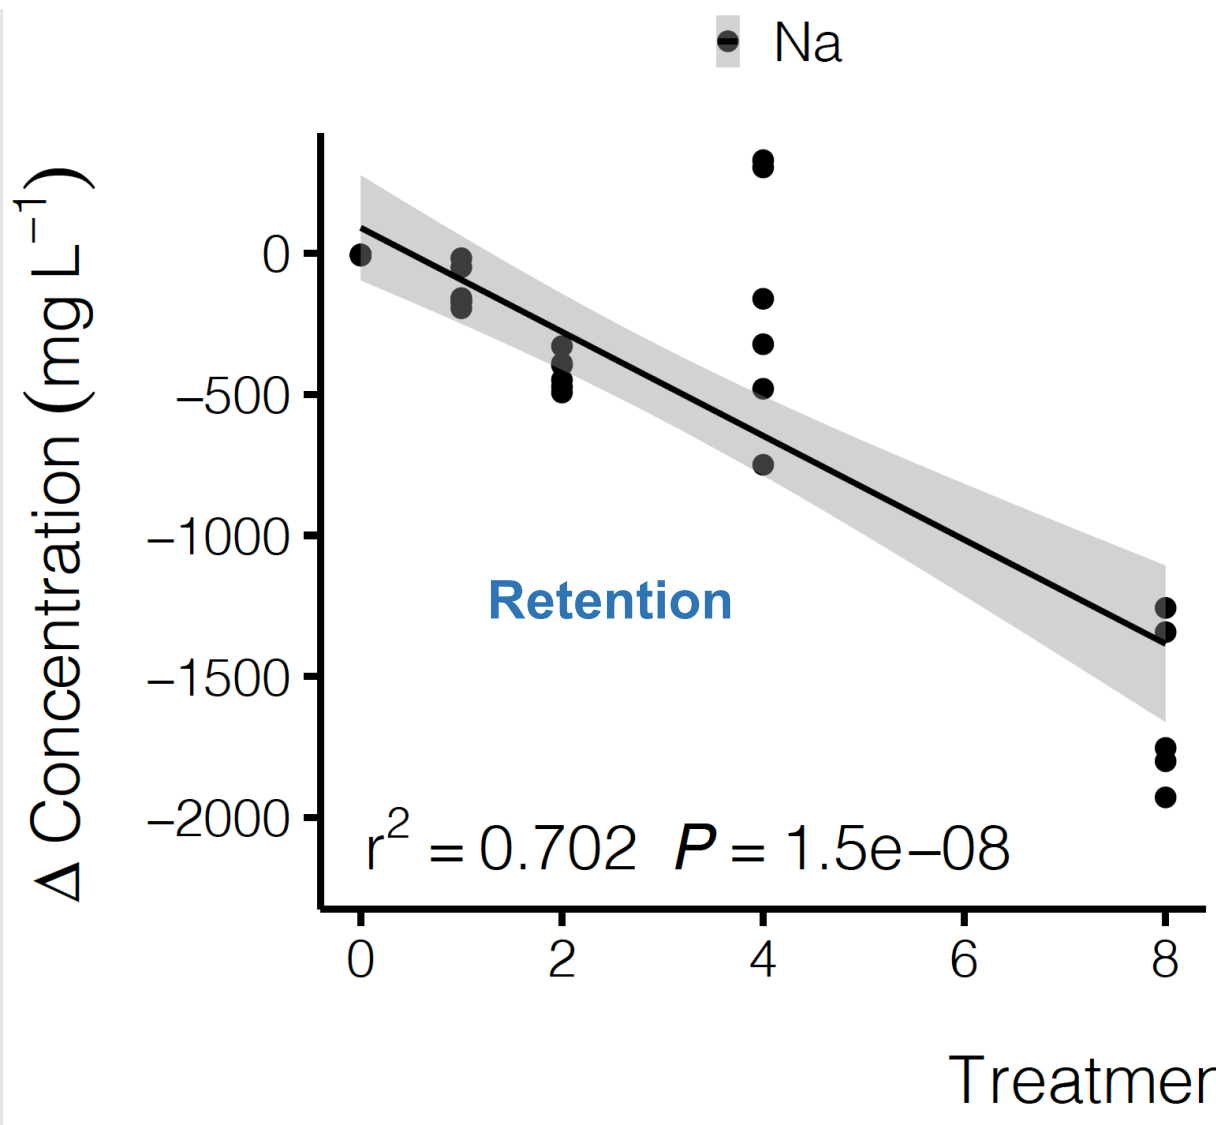 Na
Δ Concentration (mg L⁻¹)
0
−500
−1000
−1500
−2000
Retention
r² = 0.702 P = 1.5e−08
0 2 4 6 8